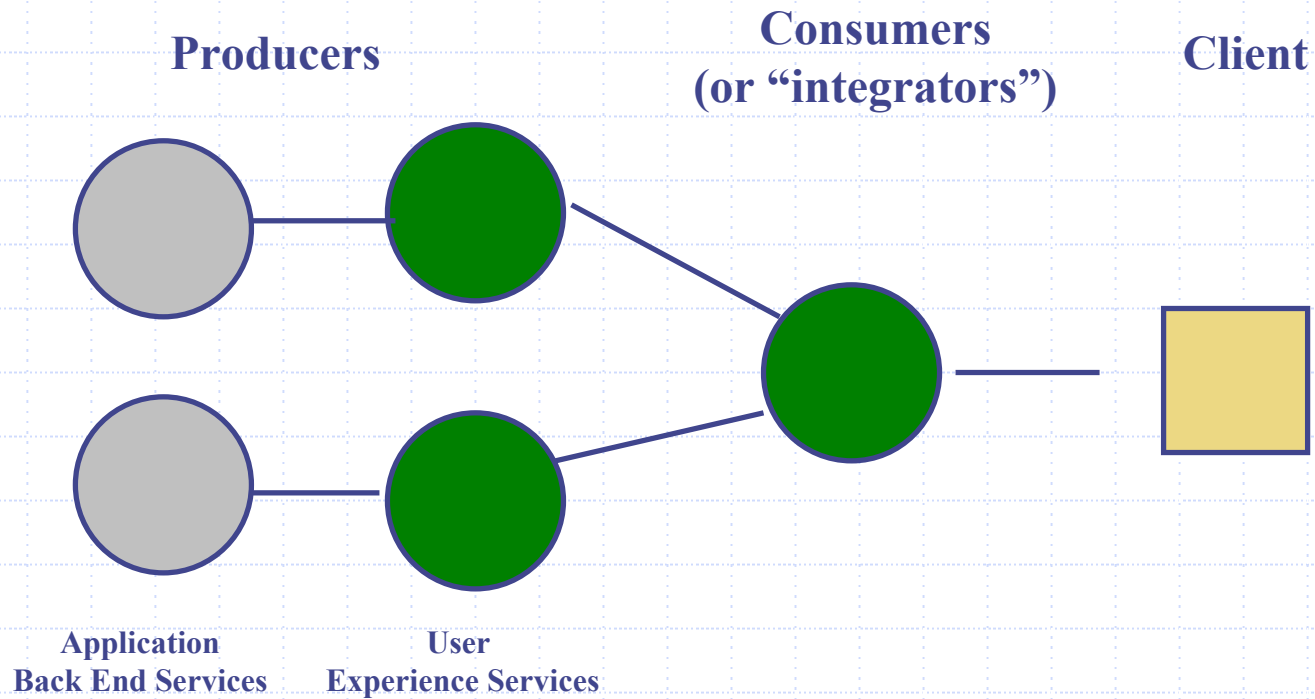 Producers
Consumers
(or “integrators”)
Client
Application
Back End Services
User
Experience Services